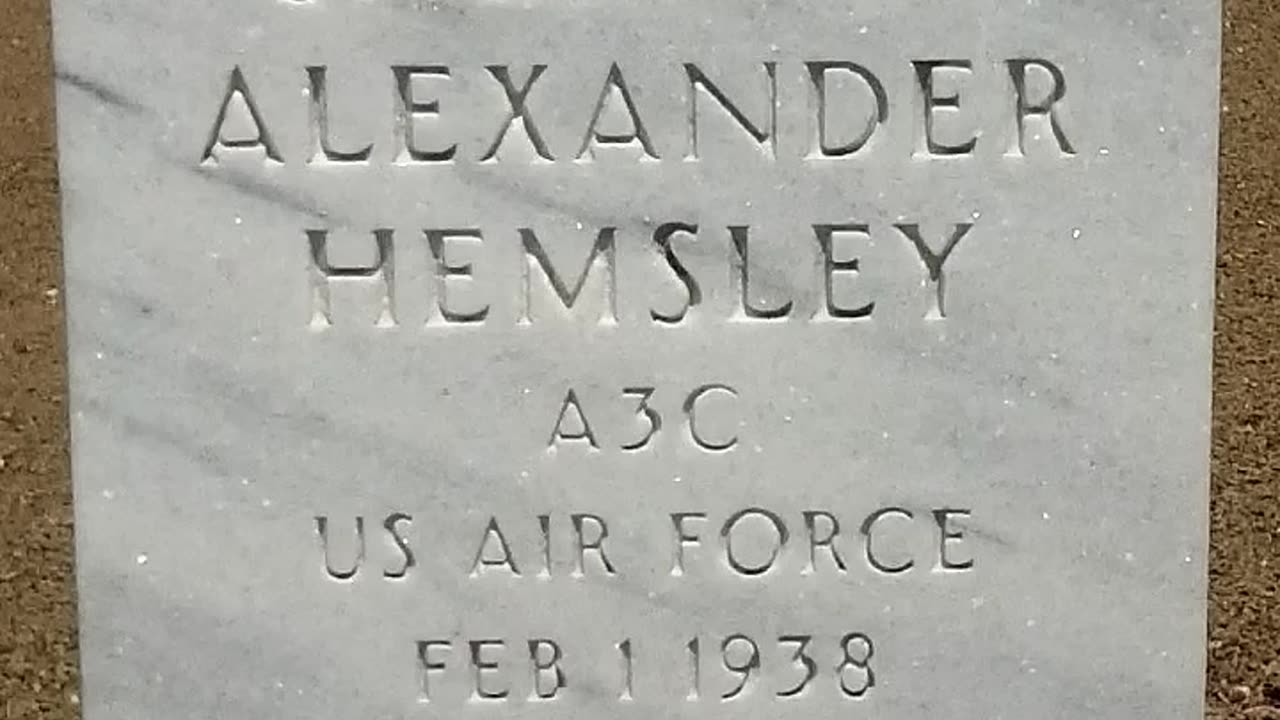 ALEXANDER
HEMSLEY
A3C
US AIR FORCE
FEB 1 1938